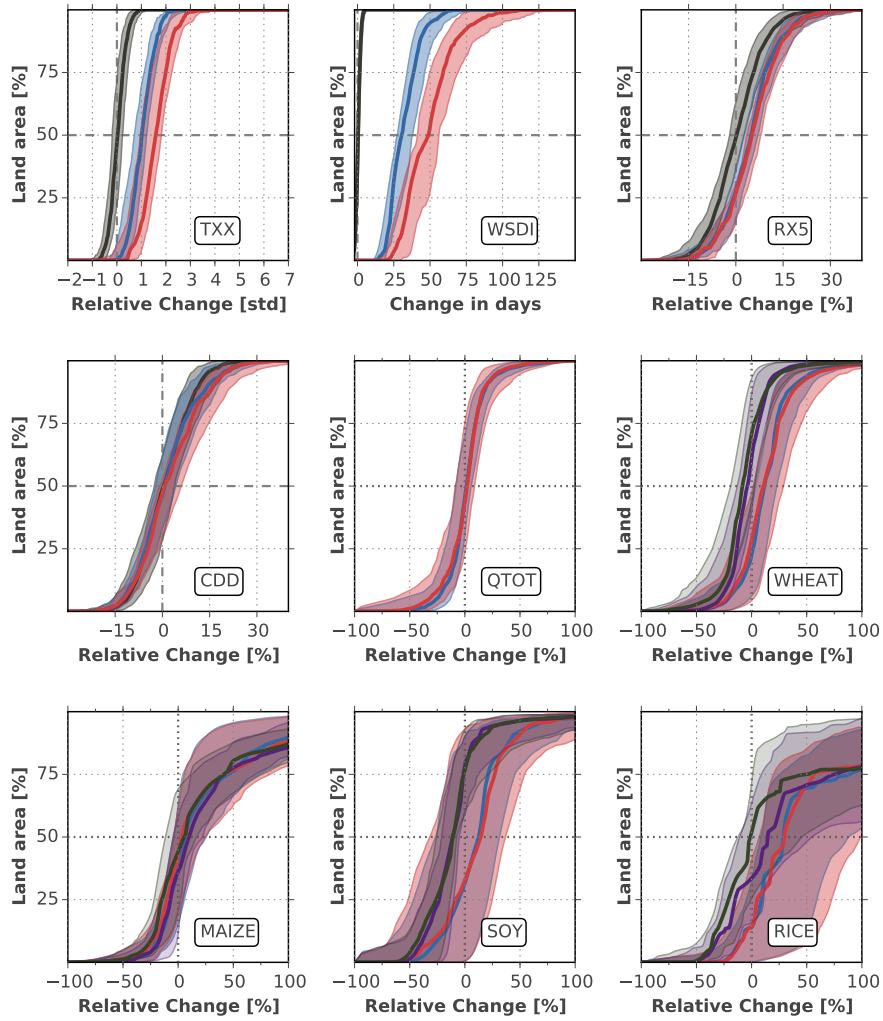 Land area [%]
75
50
25
TXX
−2 −1 0 1 2 3 4 5 6 7
Relative Change [std]
Land area [%]
75
50
25
WSDI
0 25 50 75 100 125
Change in days
Land area [%]
75
50
25
RX5
−15 0 15 30
Relative Change [%]
Land area [%]
75
50
25
CDD
−15 0 15 30
Relative Change [%]
Land area [%]
75
50
25
QTOT
−100 −50 0 50 100
Relative Change [%]
Land area [%]
75
50
25
WHEAT
−100 −50 0 50 100
Relative Change [%]
Land area [%]
75
50
25
MAIZE
−100 −50 0 50 100
Relative Change [%]
Land area [%]
75
50
25
SOY
−100 −50 0 50 100
Relative Change [%]
Land area [%]
75
50
25
RICE
−100 −50 0 50 100
Relative Change [%]